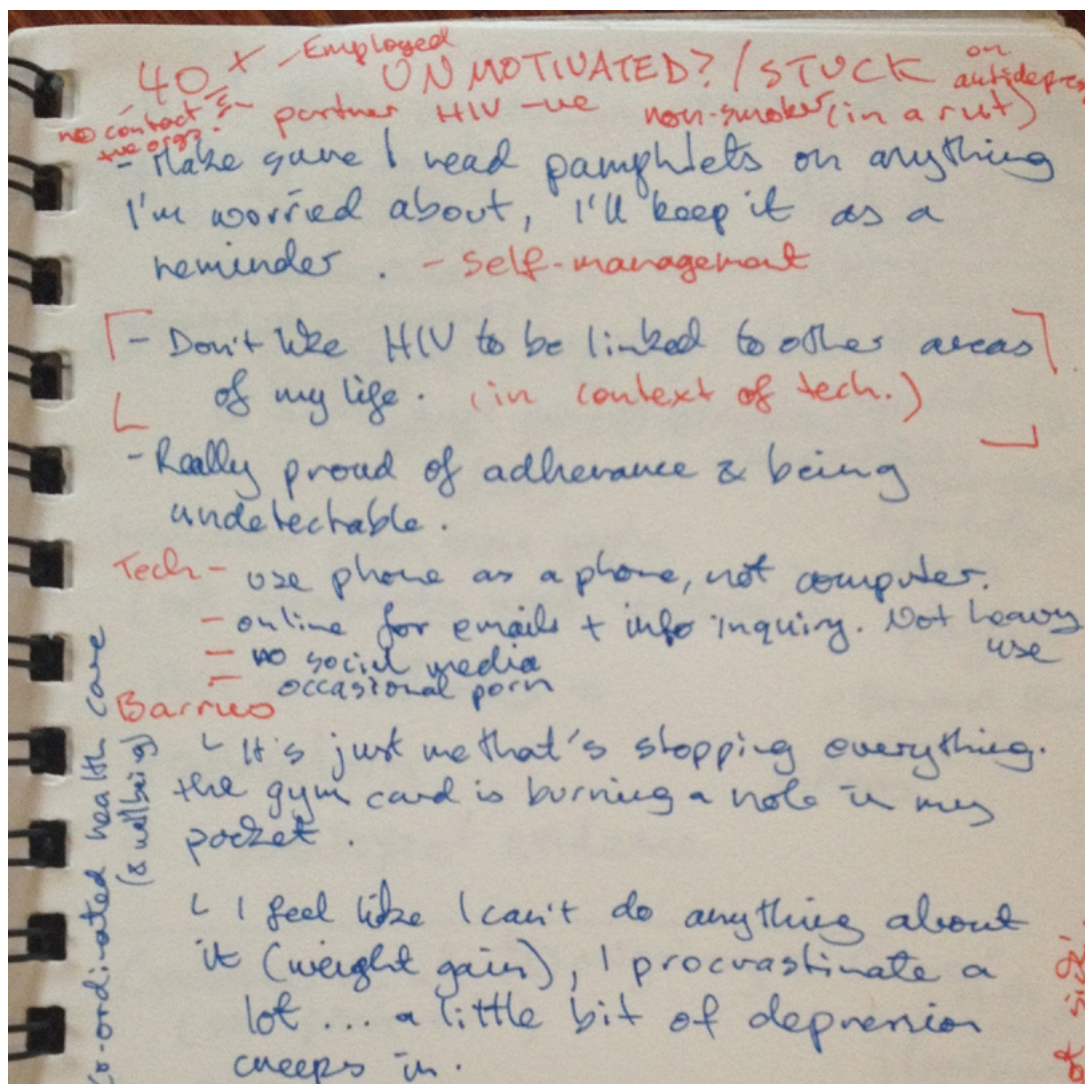 40+ - Employed
UNMOTIVATED? / STUCK on antidepres
no contact +ve orgs. partner HIV -ve non-smoker (in a rut)
- Make sure I read pamphlets on anything
I'm worried about, I'll keep it as a
reminder. - self-management
- Don't like HIV to be linked to other areas
of my life. (in context of tech.)
- Really proud of adherance & being
undetectable.
Tech - use phone as a phone, not computer.
- online for emails + info inquiry. Not heavy
use
- no social media
- occasional porn
Barriers
It's just me that's stopping everything.
the gym card is burning a hole in my
pocket.
I feel like I can't do anything about
it (weight gain), I procrastinate a
lot ... a little bit of depression
creeps in.
Co-ordinated health care
(& wellbeing)